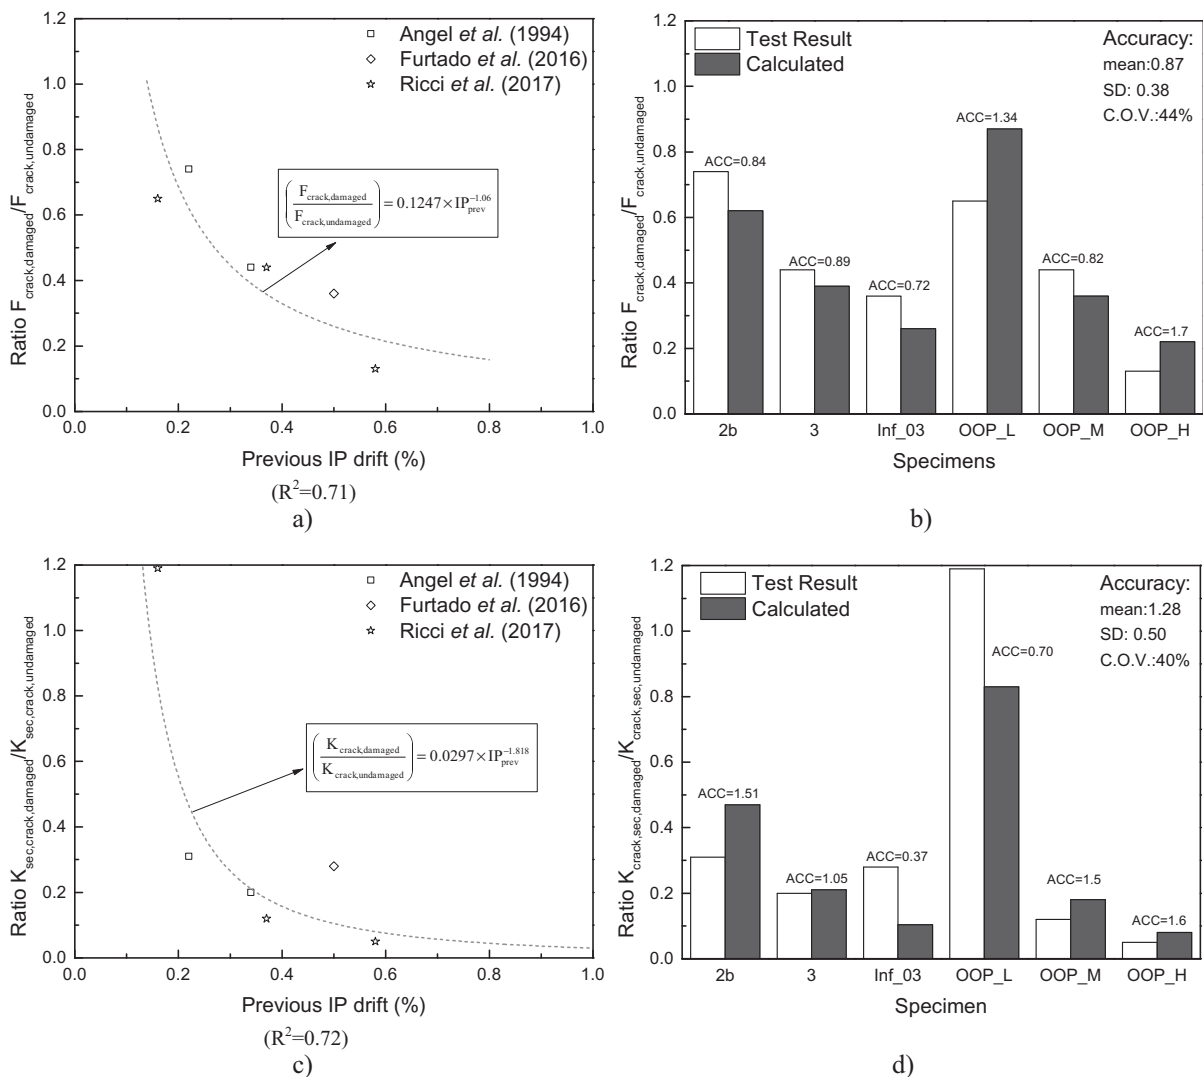 1.2
1.0
0.8
0.6
0.4
0.2
0.0
Ratio F_crack,damaged/F_crack,undamaged
Angel et al. (1994)
Furtado et al. (2016)
Ricci et al. (2017)
(F_crack,damaged / F_crack,undamaged) = 0.1247×IP_prev^-1.06
0.0 0.2 0.4 0.6 0.8 1.0
Previous IP drift (%)
(R²=0.71)
a)
1.2
1.0
0.8
0.6
0.4
0.2
0.0
Ratio F_crack,damaged/F_crack,undamaged
Test Result
Calculated
Accuracy:
mean:0.87
SD: 0.38
C.O.V.:44%
ACC=0.84
ACC=0.89
ACC=0.72
ACC=1.34
ACC=0.82
ACC=1.7
2b 3 Inf_03 OOP_L OOP_M OOP_H
Specimens
b)
1.2
1.0
0.8
0.6
0.4
0.2
0.0
Ratio K_sec,crack,damaged/K_sec,crack,undamaged
Angel et al. (1994)
Furtado et al. (2016)
Ricci et al. (2017)
(K_crack,damaged / K_crack,undamaged) = 0.0297×IP_prev^-1.818
0.0 0.2 0.4 0.6 0.8 1.0
Previous IP drift (%)
(R²=0.72)
c)
1.2
1.0
0.8
0.6
0.4
0.2
0.0
Ratio K_crack,sec,damaged/K_crack,sec,undamaged
Test Result
Calculated
Accuracy:
mean:1.28
SD: 0.50
C.O.V.:40%
ACC=1.51
ACC=1.05
ACC=0.37
ACC=0.70
ACC=1.5
ACC=1.6
2b 3 Inf_03 OOP_L OOP_M OOP_H
Specimen
d)